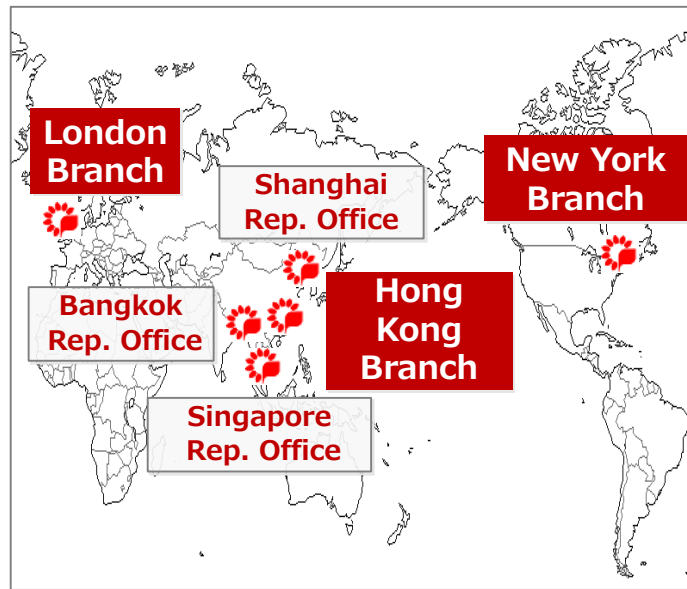 London
Branch
New York
Branch
Shanghai
Rep. Office
Bangkok
Rep. Office
Hong
Kong
Branch
Singapore
Rep. Office